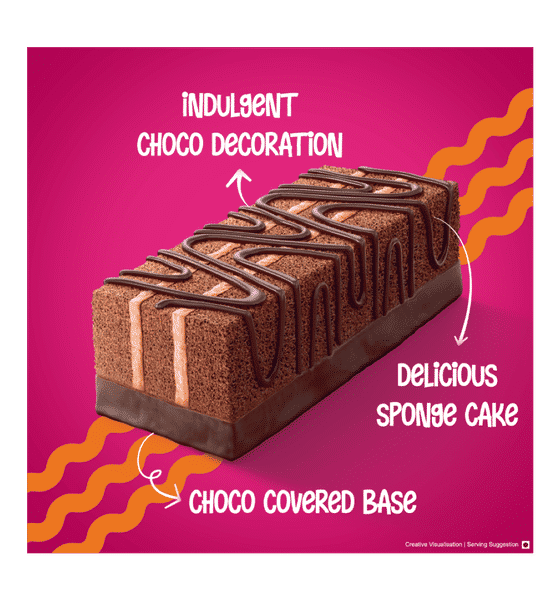 INDULGENT
CHOCO DECORATION
DELICIOUS
SPONGE CAKE
CHOCO COVERED BASE
Creative Visualisation | Serving Suggestion